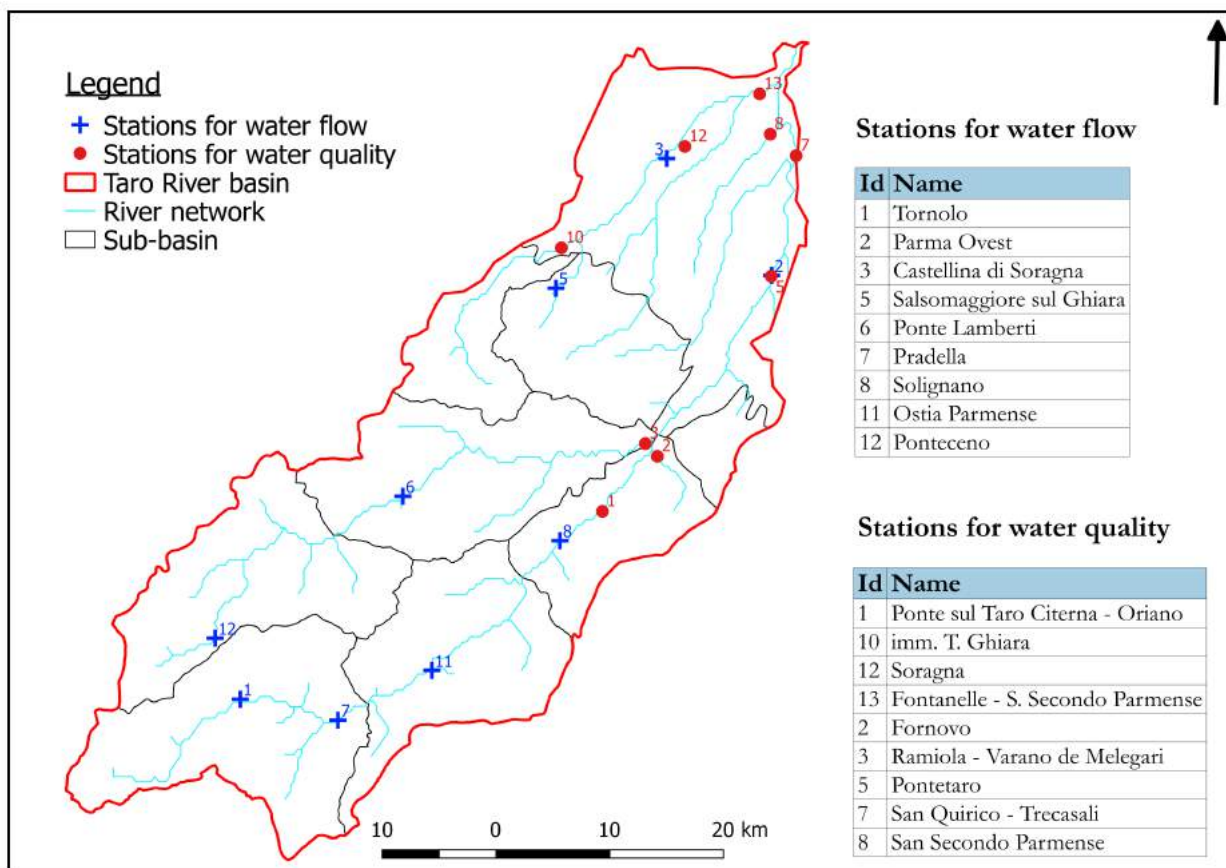 Legend
Stations for water flow
Stations for water quality
Taro River basin
River network
Sub-basin
13
8
12
3
7
10
5
2
5
3
2
6
1
8
12
11
1
7
10 0 10 20 km
Stations for water flow
Id Name
1 Tornolo
2 Parma Ovest
3 Castellina di Soragna
5 Salsomaggiore sul Ghiara
6 Ponte Lamberti
7 Pradella
8 Solignano
11 Ostia Parmense
12 Ponteceno
Stations for water quality
Id Name
1 Ponte sul Taro Citerna - Oriano
10 imm. T. Ghiara
12 Soragna
13 Fontanelle - S. Secondo Parmense
2 Fornovo
3 Ramiola - Varano de Melegari
5 Pontetaro
7 San Quirico - Trecasali
8 San Secondo Parmense